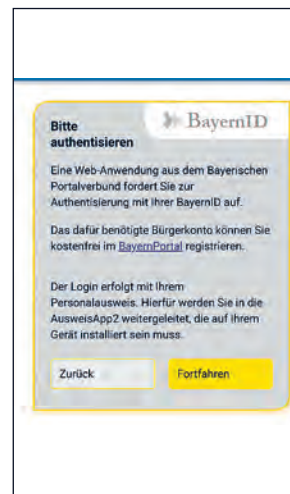 BayernID
Bitte
authentisieren
Eine Web-Anwendung aus dem Bayerischen
Portalverbund fordert Sie zur
Authentisierung mit Ihrer BayernID auf.
Das dafür benötigte Bürgerkonto können Sie
kostenfrei im BayernPortal registrieren.
Der Login erfolgt mit Ihrem
Personalausweis. Hierfür werden Sie in die
AusweisApp2 weitergeleitet, die auf Ihrem
Gerät installiert sein muss.
Zurück
Fortfahren